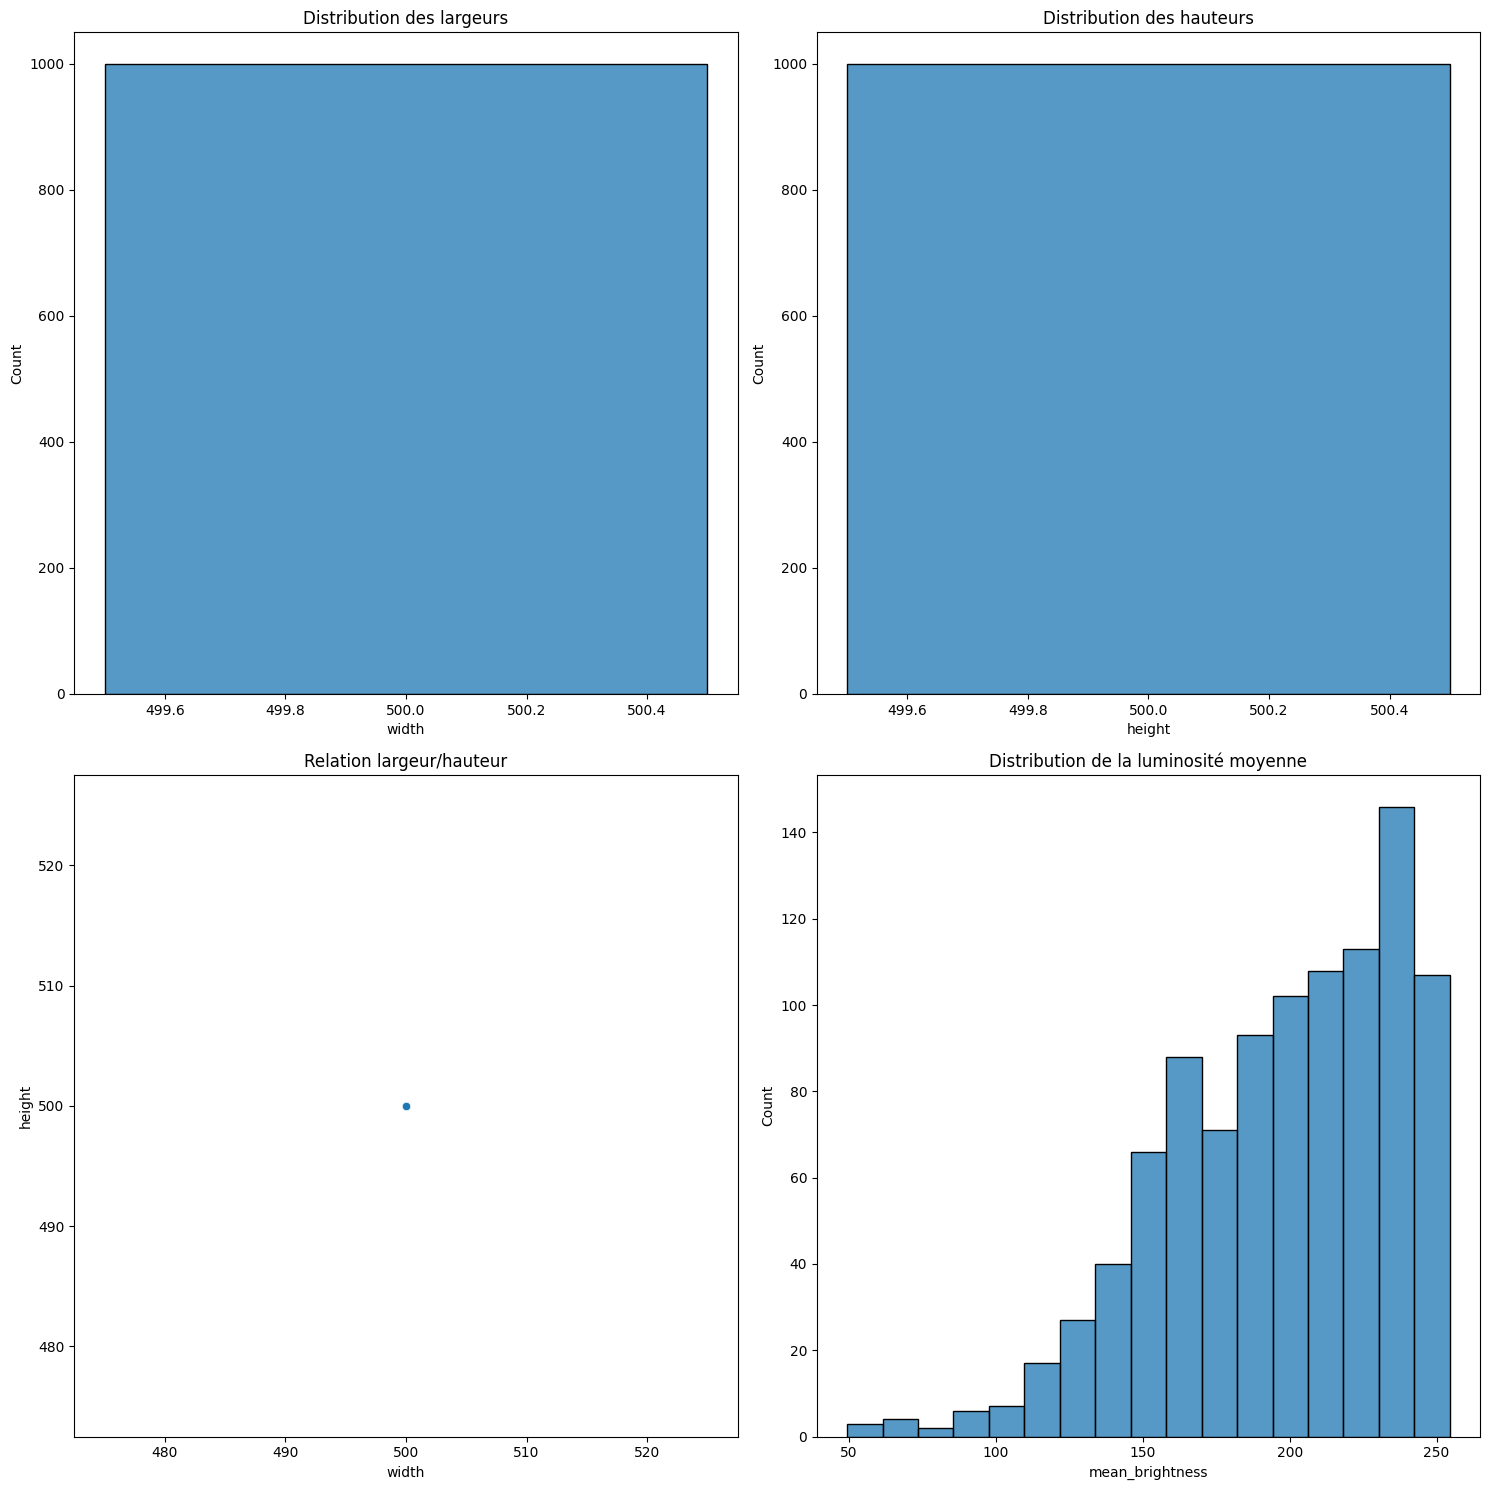 Distribution des largeurs
1000
800
600
400
200
0
Count
499.6 499.8 500.0 500.2 500.4
width
Distribution des hauteurs
1000
800
600
400
200
0
Count
499.6 499.8 500.0 500.2 500.4
height
Relation largeur/hauteur
520
510
500
490
480
height
480 490 500 510 520
width
Distribution de la luminosité moyenne
140
120
100
80
60
40
20
0
Count
50 100 150 200 250
mean_brightness